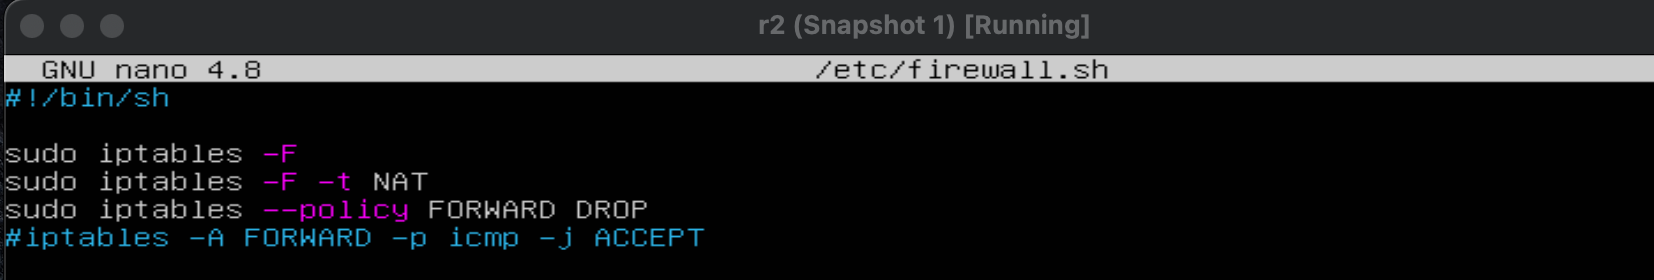 r2 (Snapshot 1) [Running]
GNU nano 4.8 /etc/firewall.sh
#!/bin/sh
sudo iptables -F
sudo iptables -F -t NAT
sudo iptables --policy FORWARD DROP
#iptables -A FORWARD -p icmp -j ACCEPT